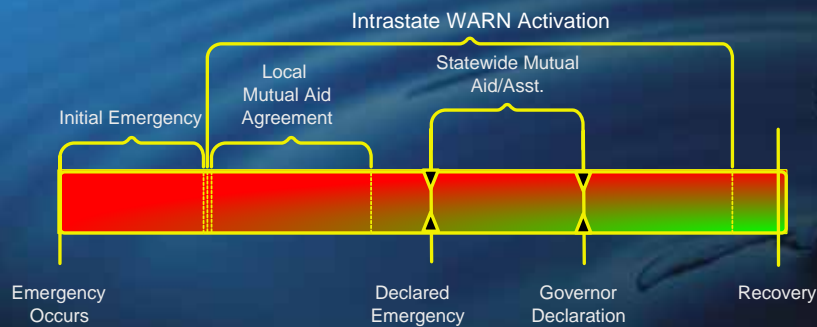 Intrastate WARN Activation
Local
Mutual Aid
Agreement
Statewide Mutual
Aid/Asst.
Initial Emergency
Emergency
Occurs
Declared
Emergency
Governor
Declaration
Recovery